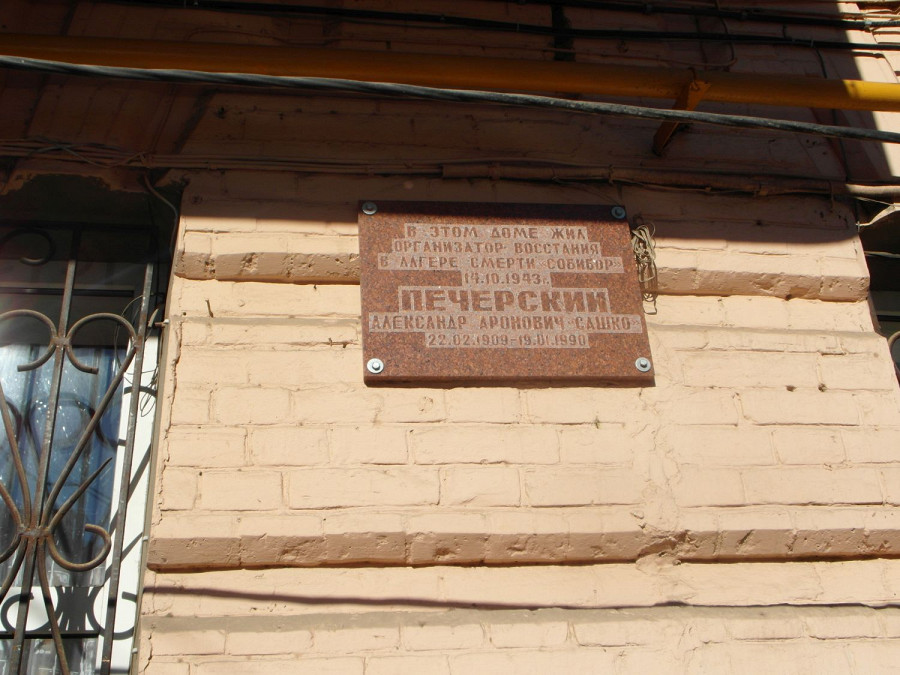 В ЭТОМ ДОМЕ ЖИЛ
ОРГАНИЗАТОР ВОССТАНИЯ
В ЛАГЕРЕ СМЕРТИ "СОБИБОР"
14.10.1943г.
ПЕЧЕРСКИЙ
АЛЕКСАНДР АРОНОВИЧ "САШКО"
22.02.1909-19.01.1990